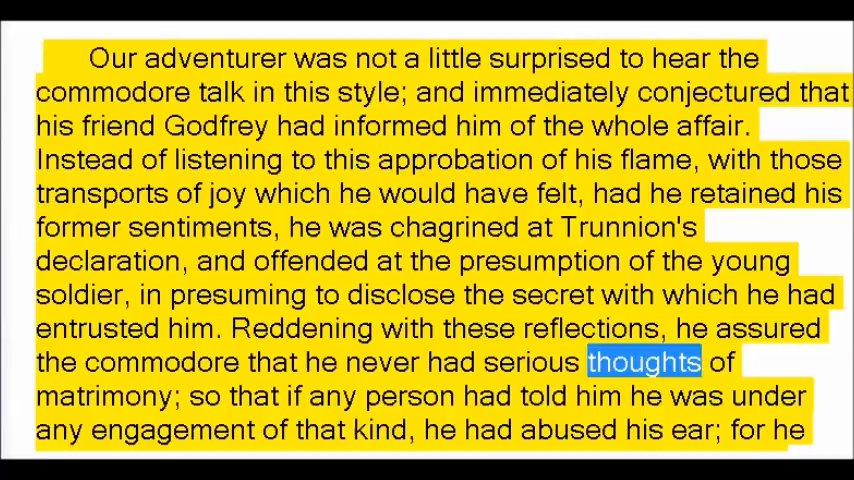 Our adventurer was not a little surprised to hear the
commodore talk in this style; and immediately conjectured that
his friend Godfrey had informed him of the whole affair.
Instead of listening to this approbation of his flame, with those
transports of joy which he would have felt, had he retained his
former sentiments, he was chagrined at Trunnion's
declaration, and offended at the presumption of the young
soldier, in presuming to disclose the secret with which he had
entrusted him. Reddening with these reflections, he assured
the commodore that he never had serious thoughts of
matrimony; so that if any person had told him he was under
any engagement of that kind, he had abused his ear; for he